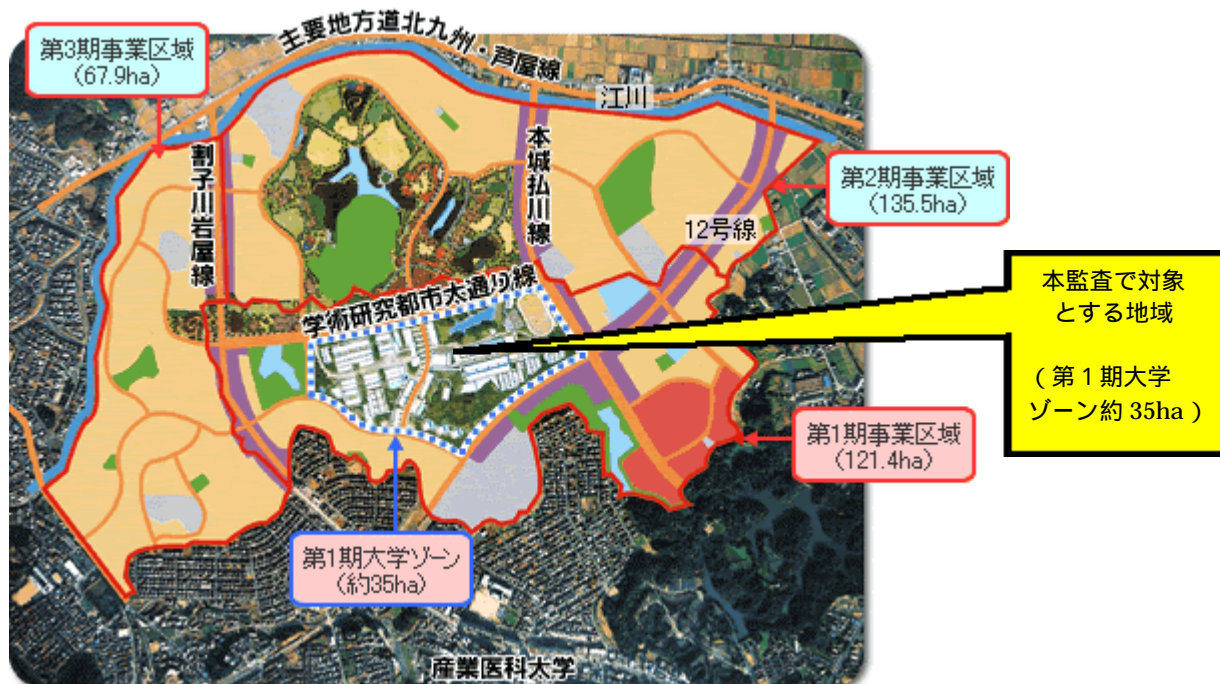 主要地方道北九州・芦屋線
第3期事業区域
(67.9ha)
江川
本城払川線
割子川岩屋線
第2期事業区域
(135.5ha)
12号線
学術研究都市大通り線
本監査で対象
とする地域
（第１期大学
ゾーン約 35ha）
第1期事業区域
(121.4ha)
第1期大学ゾーン
(約35ha)
産業医科大学